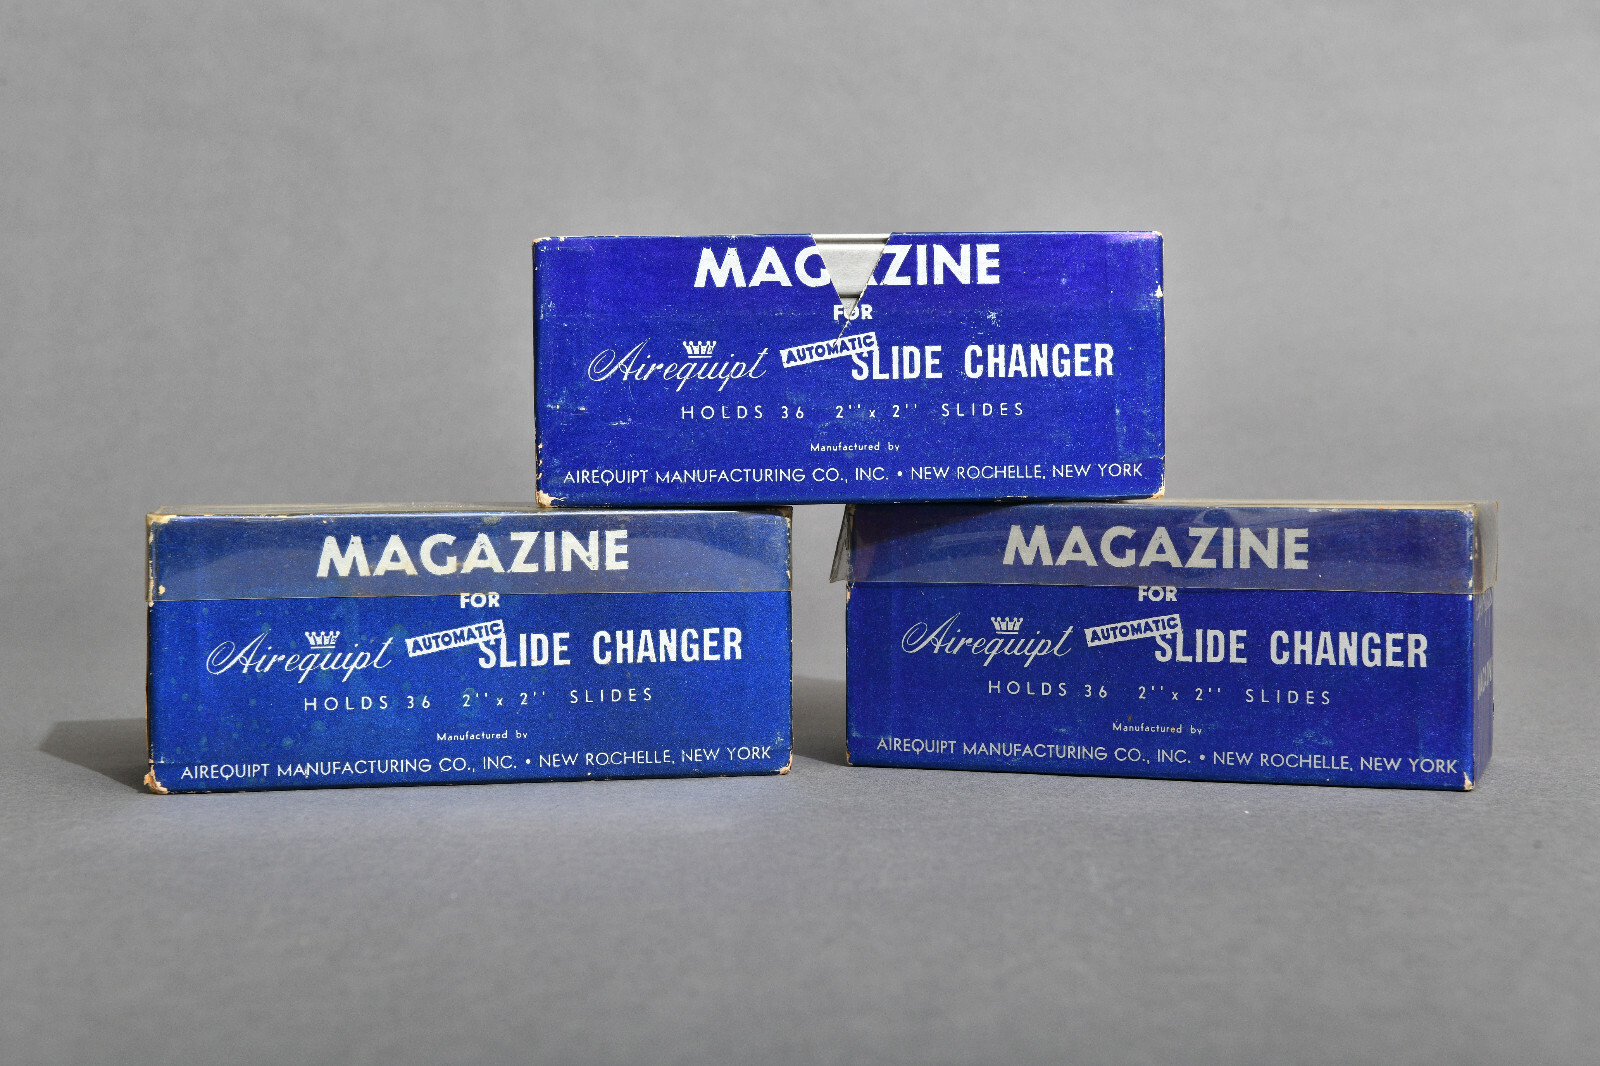 MAGAZINE
FOR
Airequipt AUTOMATIC SLIDE CHANGER
HOLDS 36 2'' x 2'' SLIDES
Manufactured by
AIREQUIPT MANUFACTURING CO., INC. • NEW ROCHELLE, NEW YORK
MAGAZINE
FOR
Airequipt AUTOMATIC SLIDE CHANGER
HOLDS 36 2'' x 2'' SLIDES
Manufactured by
AIREQUIPT MANUFACTURING CO., INC. • NEW ROCHELLE, NEW YORK
MAGAZINE
FOR
Airequipt AUTOMATIC SLIDE CHANGER
HOLDS 36 2'' x 2'' SLIDES
Manufactured by
AIREQUIPT MANUFACTURING CO., INC. • NEW ROCHELLE, NEW YORK